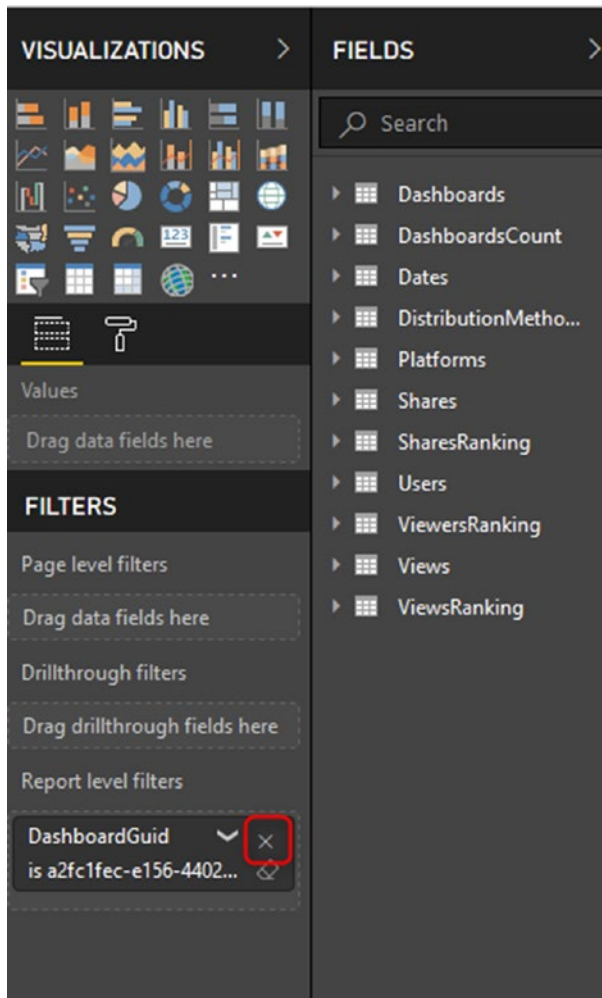 VISUALIZATIONS
123
Values
Drag data fields here
FILTERS
Page level filters
Drag data fields here
Drillthrough filters
Drag drillthrough fields here
Report level filters
DashboardGuid
is a2fc1fec-e156-4402...
FIELDS
Search
Dashboards
DashboardsCount
Dates
DistributionMetho...
Platforms
Shares
SharesRanking
Users
ViewersRanking
Views
ViewsRanking